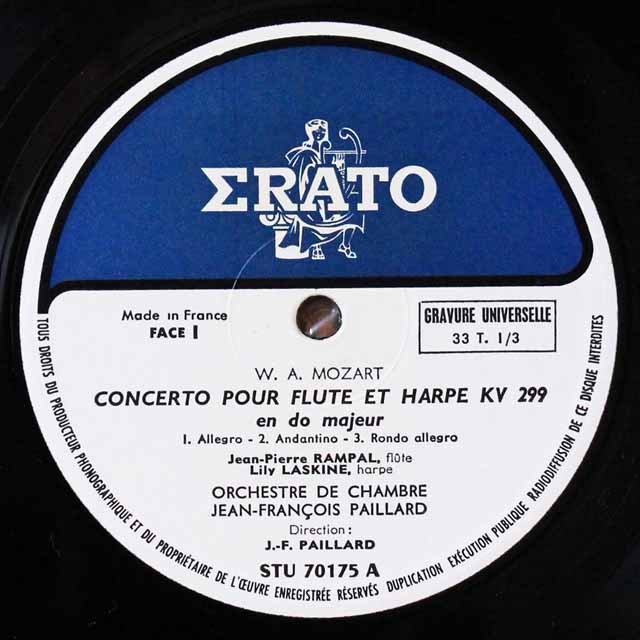 ΣRATO
Made in France
FACE I
GRAVURE UNIVERSELLE
33 T. 1/3
W. A. MOZART
CONCERTO POUR FLUTE ET HARPE KV 299
en do majeur
1. Allegro - 2. Andantino - 3. Rondo allegro
Jean-Pierre RAMPAL, flûte
Lily LASKINE, harpe
ORCHESTRE DE CHAMBRE
JEAN-FRANÇOIS PAILLARD
Direction :
J.-F. PAILLARD
STU 70175 A
TOUS DROITS DU PRODUCTEUR PHONOGRAPHIQUE ET DU PROPRIÉTAIRE DE L'ŒUVRE ENREGISTRÉE RÉSERVÉS DUPLICATION EXÉCUTION PUBLIQUE RADIODIFFUSION DE CE DISQUE INTERDITES